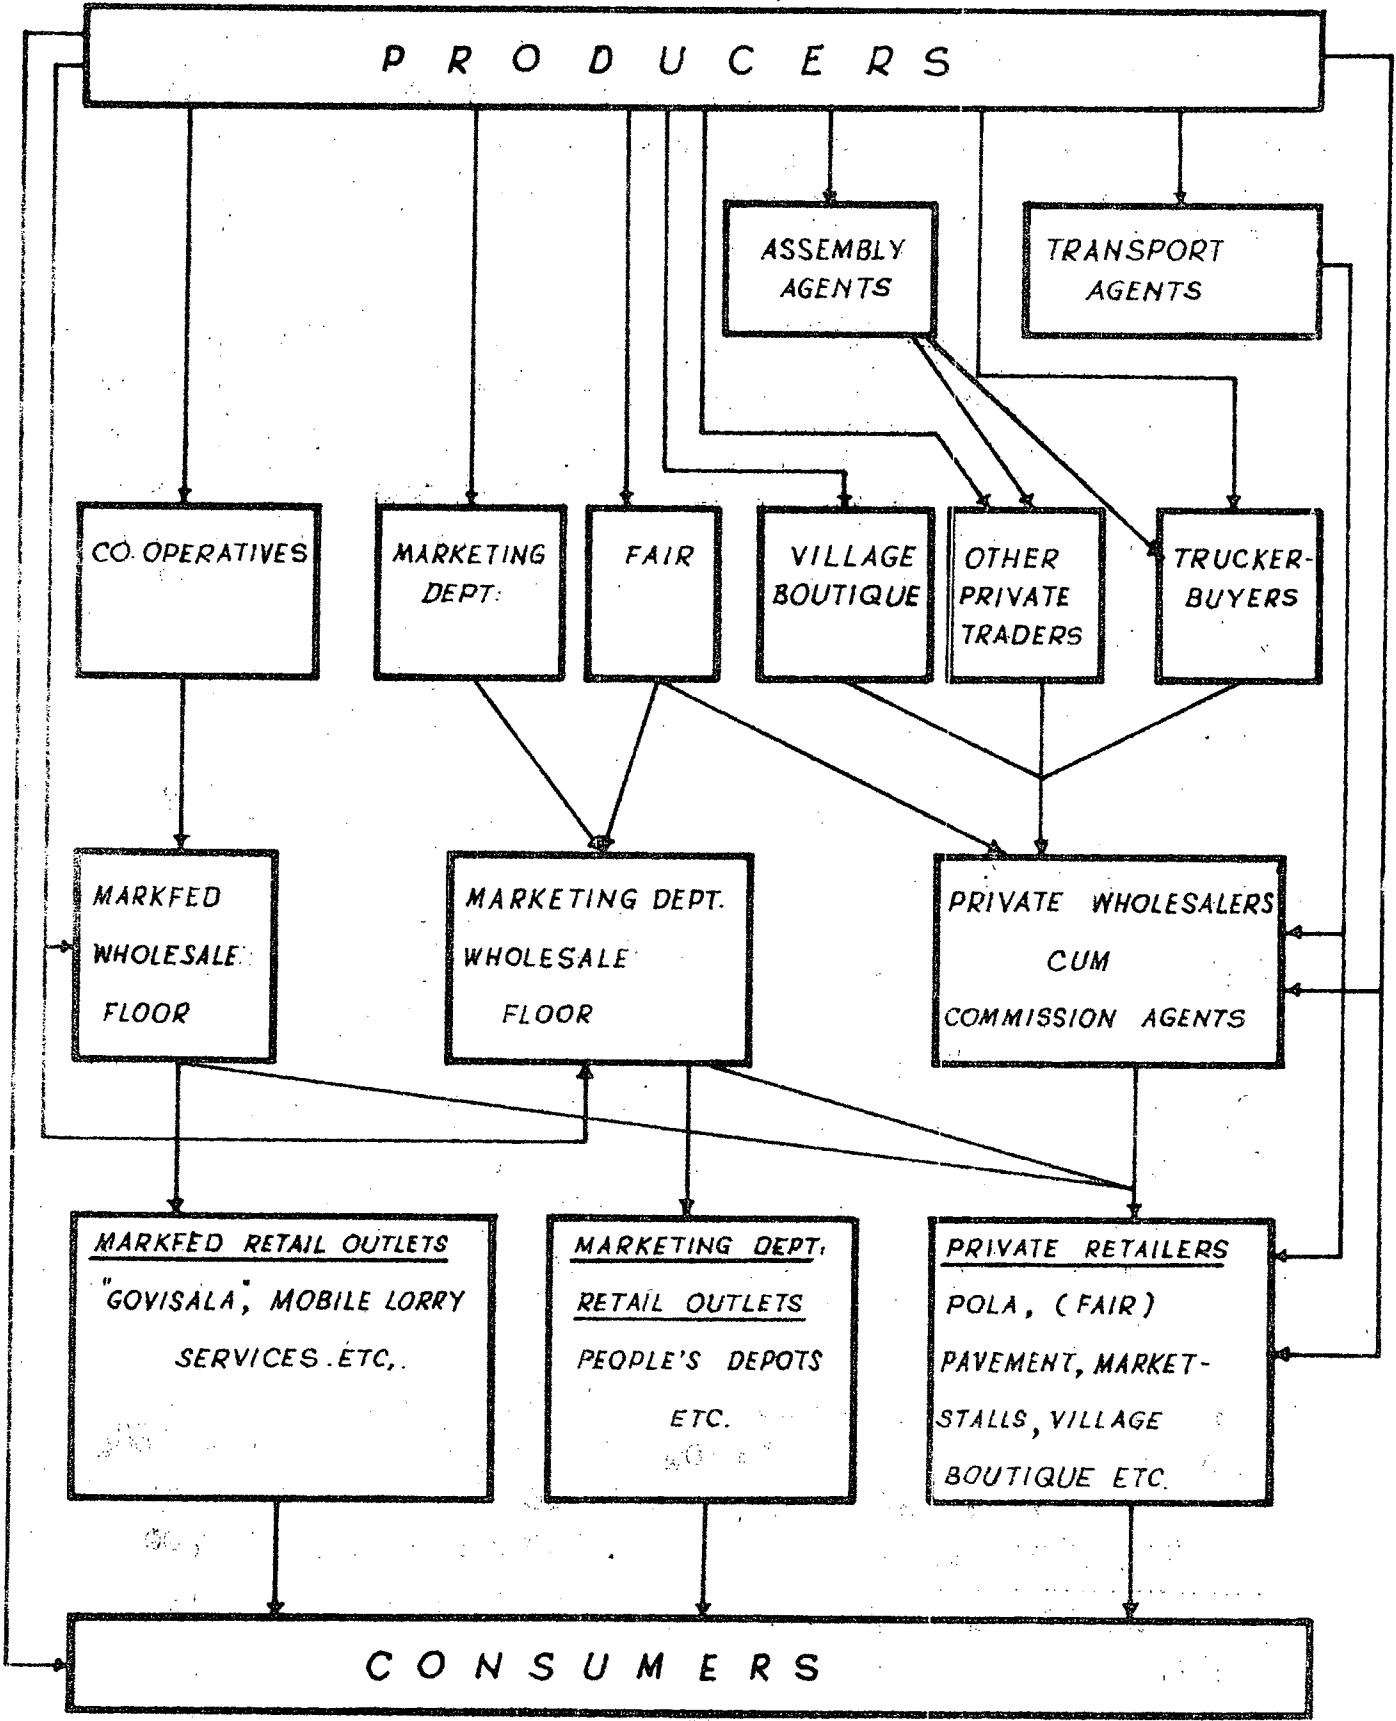 PRODUCERS
ASSEMBLY
AGENTS
TRANSPORT
AGENTS
CO.OPERATIVES
MARKETING
DEPT:
FAIR
VILLAGE
BOUTIQUE
OTHER
PRIVATE
TRADERS
TRUCKER-
BUYERS
MARKFED
WHOLESALE
FLOOR
MARKETING DEPT.
WHOLESALE
FLOOR
PRIVATE WHOLESALERS
CUM
COMMISSION AGENTS
MARKFED RETAIL OUTLETS
"GOVISALA", MOBILE LORRY
SERVICES. ETC,.
MARKETING DEPT:
RETAIL OUTLETS
PEOPLE'S DEPOTS
ETC.
PRIVATE RETAILERS
POLA, (FAIR)
PAVEMENT, MARKET-
STALLS, VILLAGE
BOUTIQUE ETC.
CONSUMERS